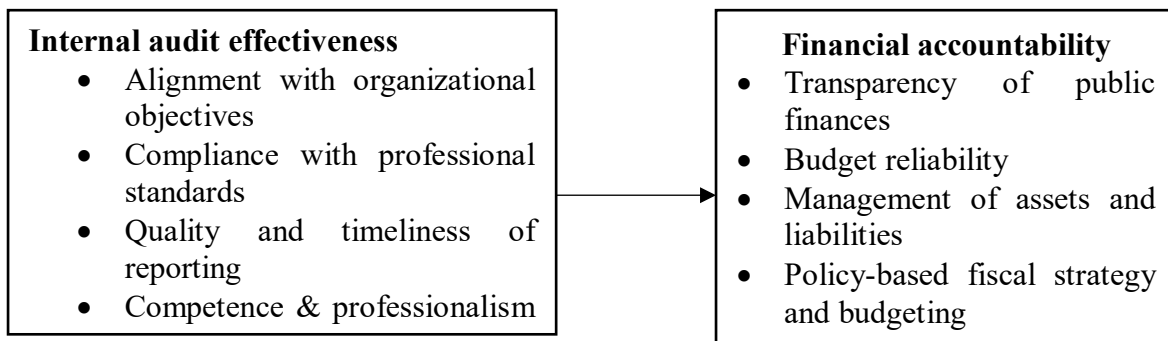 Internal audit effectiveness
• Alignment with organizational
objectives
• Compliance with professional
standards
• Quality and timeliness of
reporting
• Competence & professionalism
Financial accountability
• Transparency of public
finances
• Budget reliability
• Management of assets and
liabilities
• Policy-based fiscal strategy
and budgeting